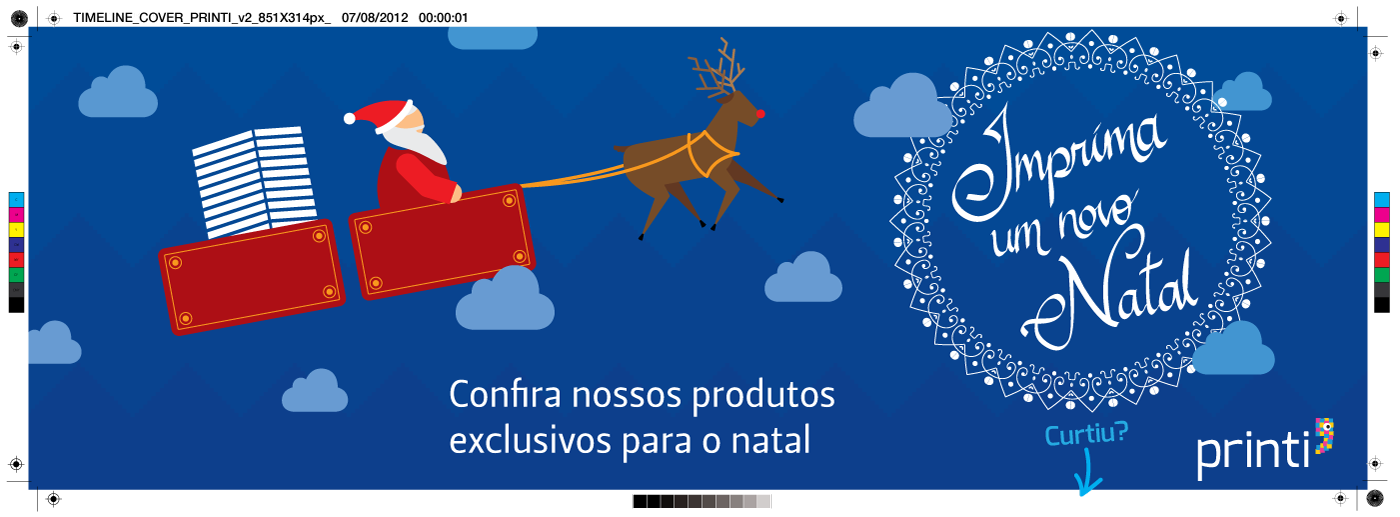 TIMELINE_COVER_PRINTI_v2_851X314px_ 07/08/2012 00:00:01
Imprima
um novo
Natal
Confira nossos produtos
exclusivos para o natal
Curtiu?
printi